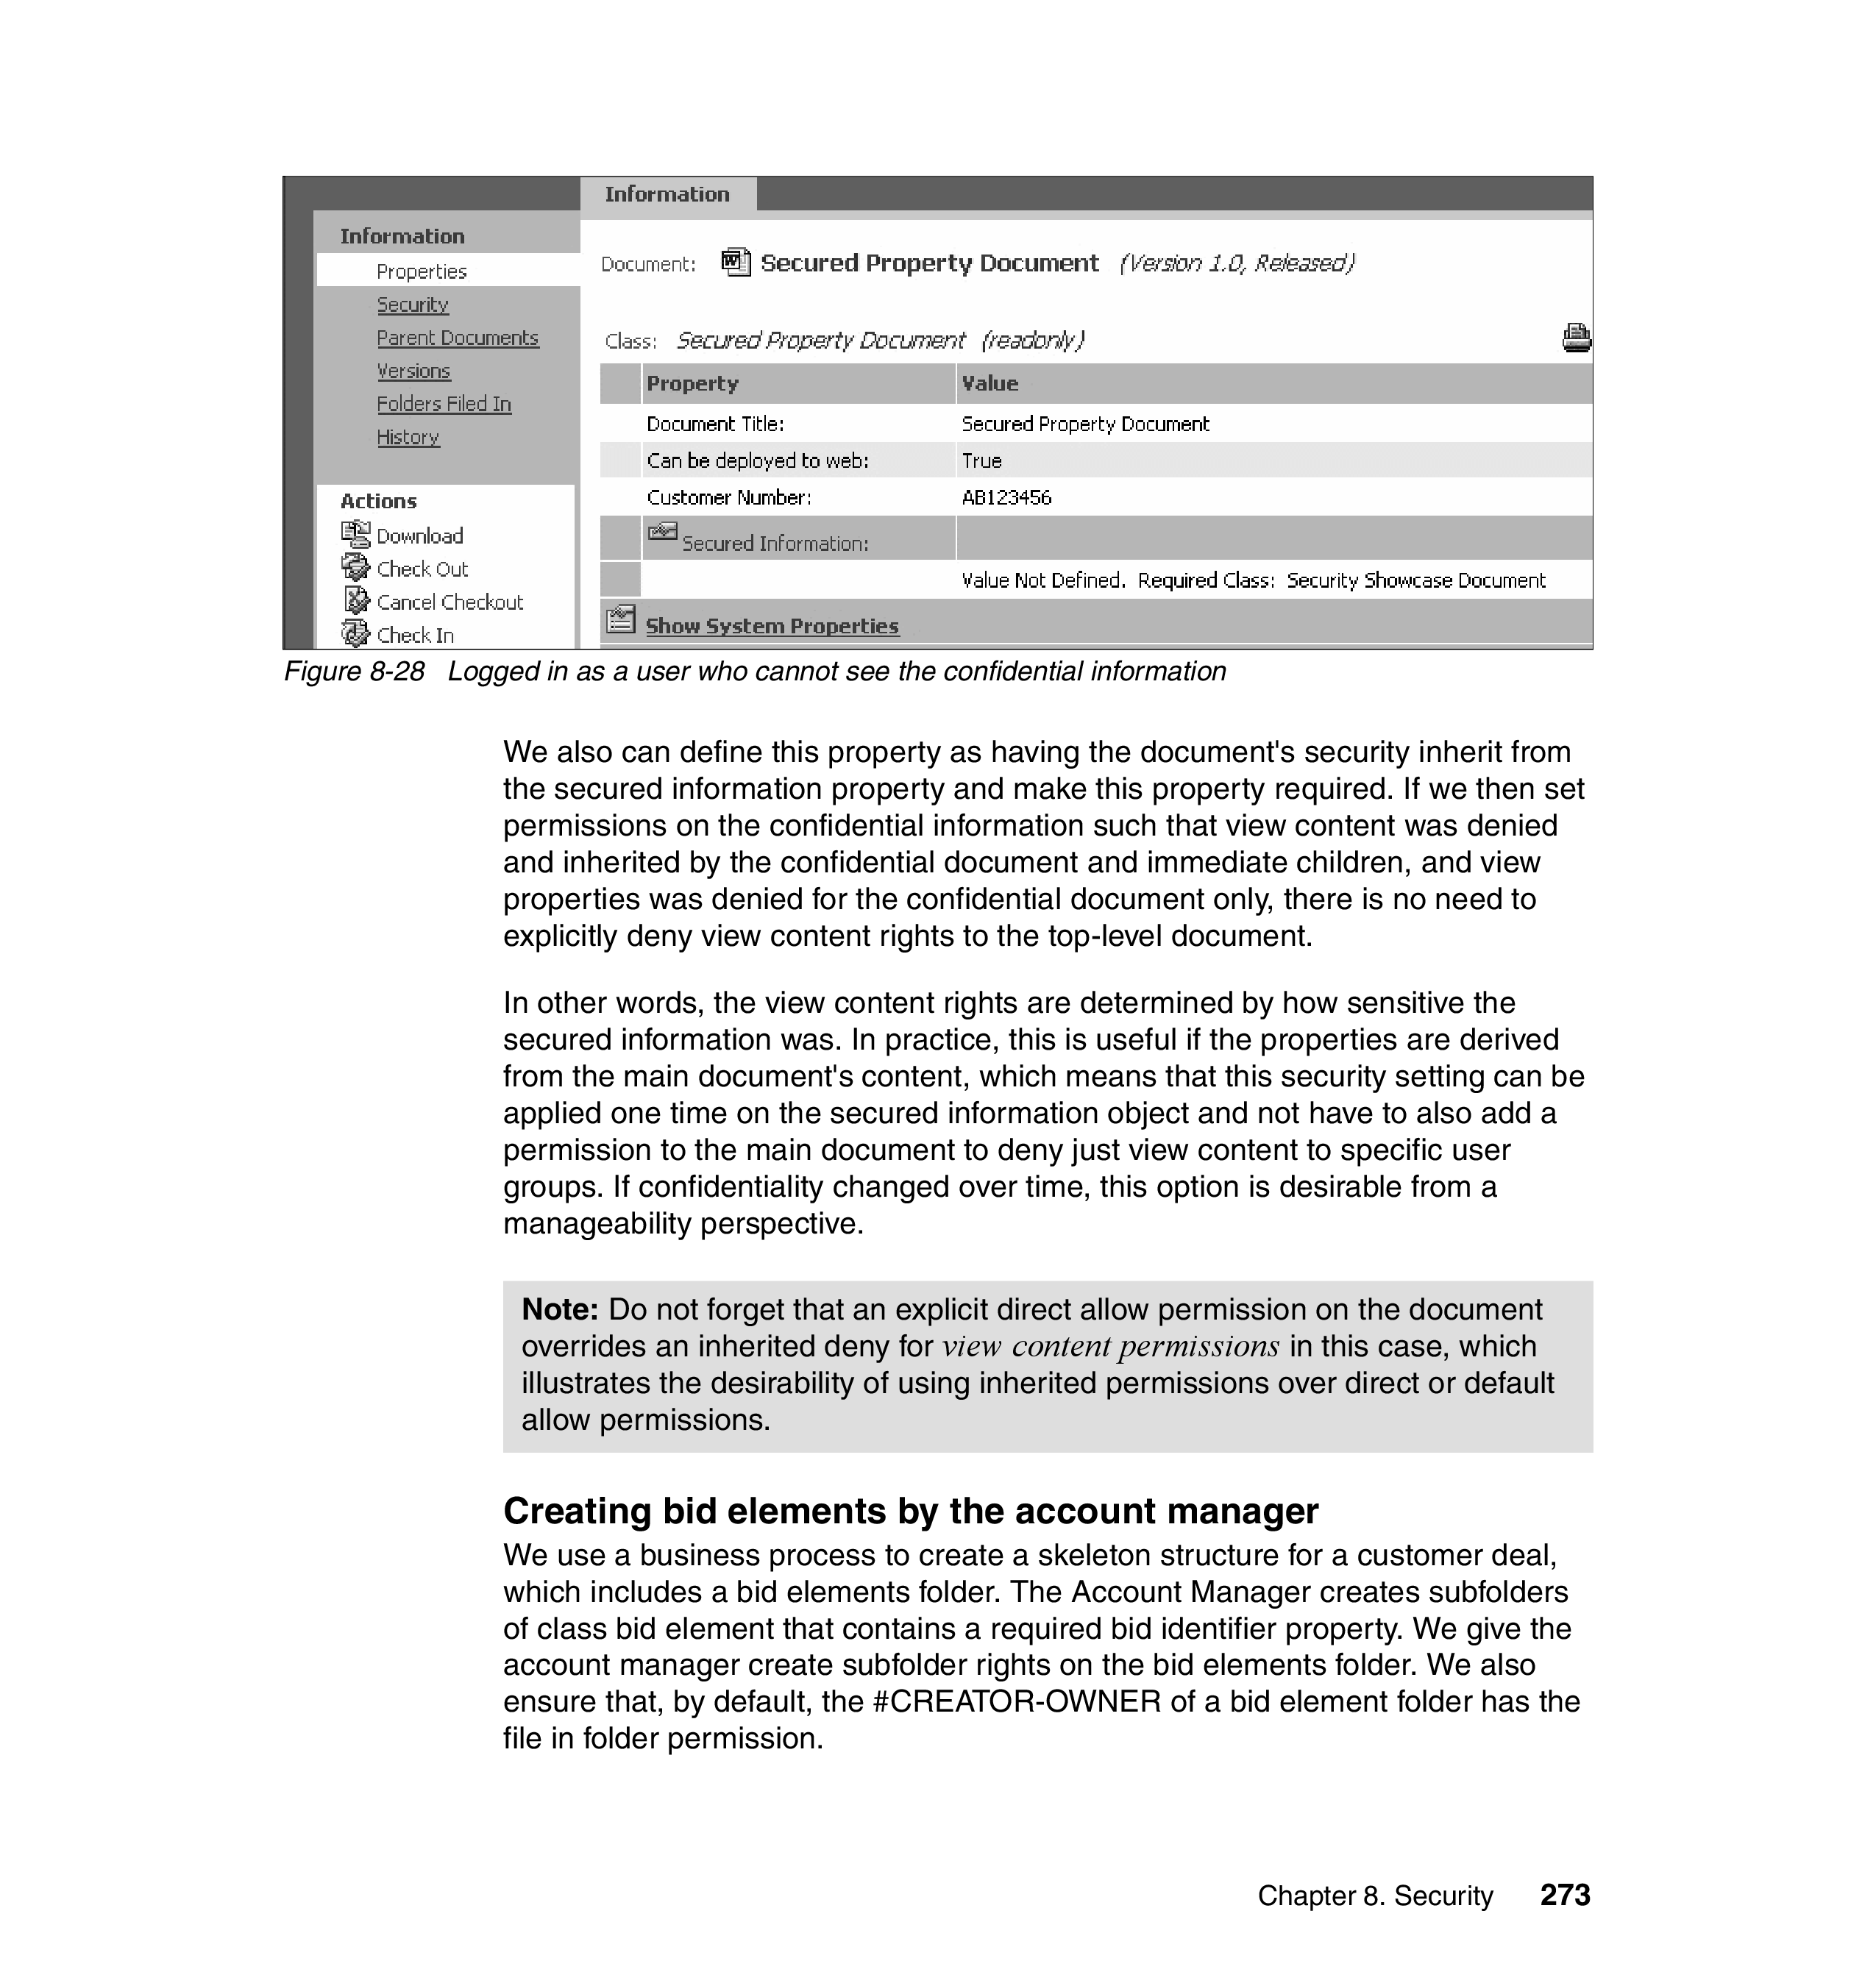 Information
Information
Properties
Security
Parent Documents
Versions
Folders Filed In
History
Actions
Download
Check Out
Cancel Checkout
Check In
Document: Secured Property Document (Version 1.0, Released)
Class: Secured Property Document (readonly)
Property Value
Document Title: Secured Property Document
Can be deployed to web: True
Customer Number: AB123456
Secured Information:
Value Not Defined. Required Class: Security Showcase Document
Show System Properties
Figure 8-28 Logged in as a user who cannot see the confidential information
We also can define this property as having the document's security inherit from
the secured information property and make this property required. If we then set
permissions on the confidential information such that view content was denied
and inherited by the confidential document and immediate children, and view
properties was denied for the confidential document only, there is no need to
explicitly deny view content rights to the top-level document.
In other words, the view content rights are determined by how sensitive the
secured information was. In practice, this is useful if the properties are derived
from the main document's content, which means that this security setting can be
applied one time on the secured information object and not have to also add a
permission to the main document to deny just view content to specific user
groups. If confidentiality changed over time, this option is desirable from a
manageability perspective.
Note: Do not forget that an explicit direct allow permission on the document
overrides an inherited deny for view content permissions in this case, which
illustrates the desirability of using inherited permissions over direct or default
allow permissions.
Creating bid elements by the account manager
We use a business process to create a skeleton structure for a customer deal,
which includes a bid elements folder. The Account Manager creates subfolders
of class bid element that contains a required bid identifier property. We give the
account manager create subfolder rights on the bid elements folder. We also
ensure that, by default, the #CREATOR-OWNER of a bid element folder has the
file in folder permission.
Chapter 8. Security 273